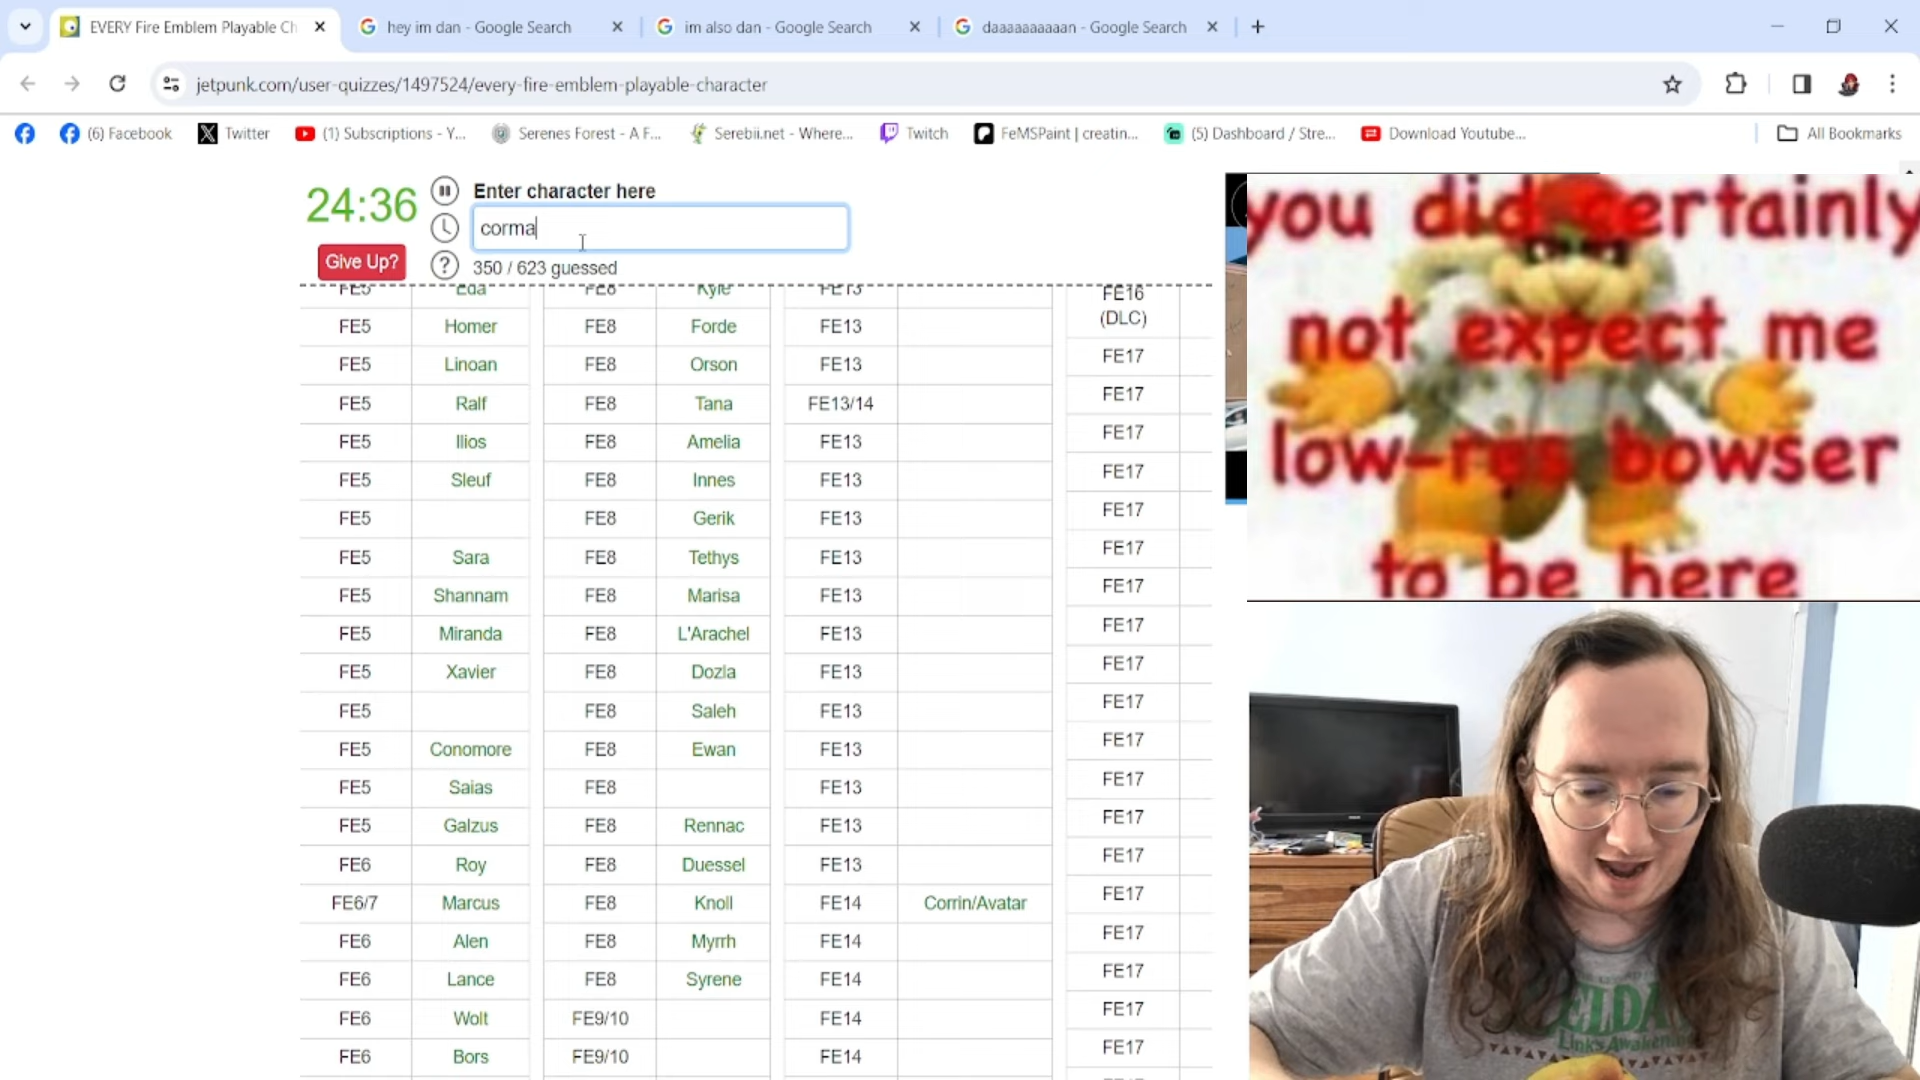 EVERY Fire Emblem Playable Ch
hey im dan - Google Search
im also dan - Google Search
daaaaaaaaaan - Google Search
jetpunk.com/user-quizzes/1497524/every-fire-emblem-playable-character
(6) Facebook
Twitter
(1) Subscriptions - Y...
Serenes Forest - A F...
Serebii.net - Where...
Twitch
FeMSPaint | creatin...
(5) Dashboard / Stre...
Download Youtube...
All Bookmarks
24:36
Give Up?
Enter character here
corma
350 / 623 guessed
FE5 Eda FE8 Kyle FE13 FE16 (DLC)
FE5 Homer FE8 Forde FE13
FE5 Linoan FE8 Orson FE13 FE17
FE5 Ralf FE8 Tana FE13/14 FE17
FE5 Ilios FE8 Amelia FE13 FE17
FE5 Sleuf FE8 Innes FE13 FE17
FE5 FE8 Gerik FE13 FE17
FE5 Sara FE8 Tethys FE13 FE17
FE5 Shannam FE8 Marisa FE13 FE17
FE5 Miranda FE8 L'Arachel FE13 FE17
FE5 Xavier FE8 Dozla FE13 FE17
FE5 FE8 Saleh FE13 FE17
FE5 Conomore FE8 Ewan FE13 FE17
FE5 Saias FE8 FE13 FE17
FE5 Galzus FE8 Rennac FE13 FE17
FE6 Roy FE8 Duessel FE13 FE17
FE6/7 Marcus FE8 Knoll FE14 Corrin/Avatar FE17
FE6 Alen FE8 Myrrh FE14 FE17
FE6 Lance FE8 Syrene FE14 FE17
FE6 Wolt FE9/10 FE14 FE17
FE6 Bors FE9/10 FE14 FE17
you did certainly
not expect me
low-res bowser
to be here
ZELDA
Link's Awakening